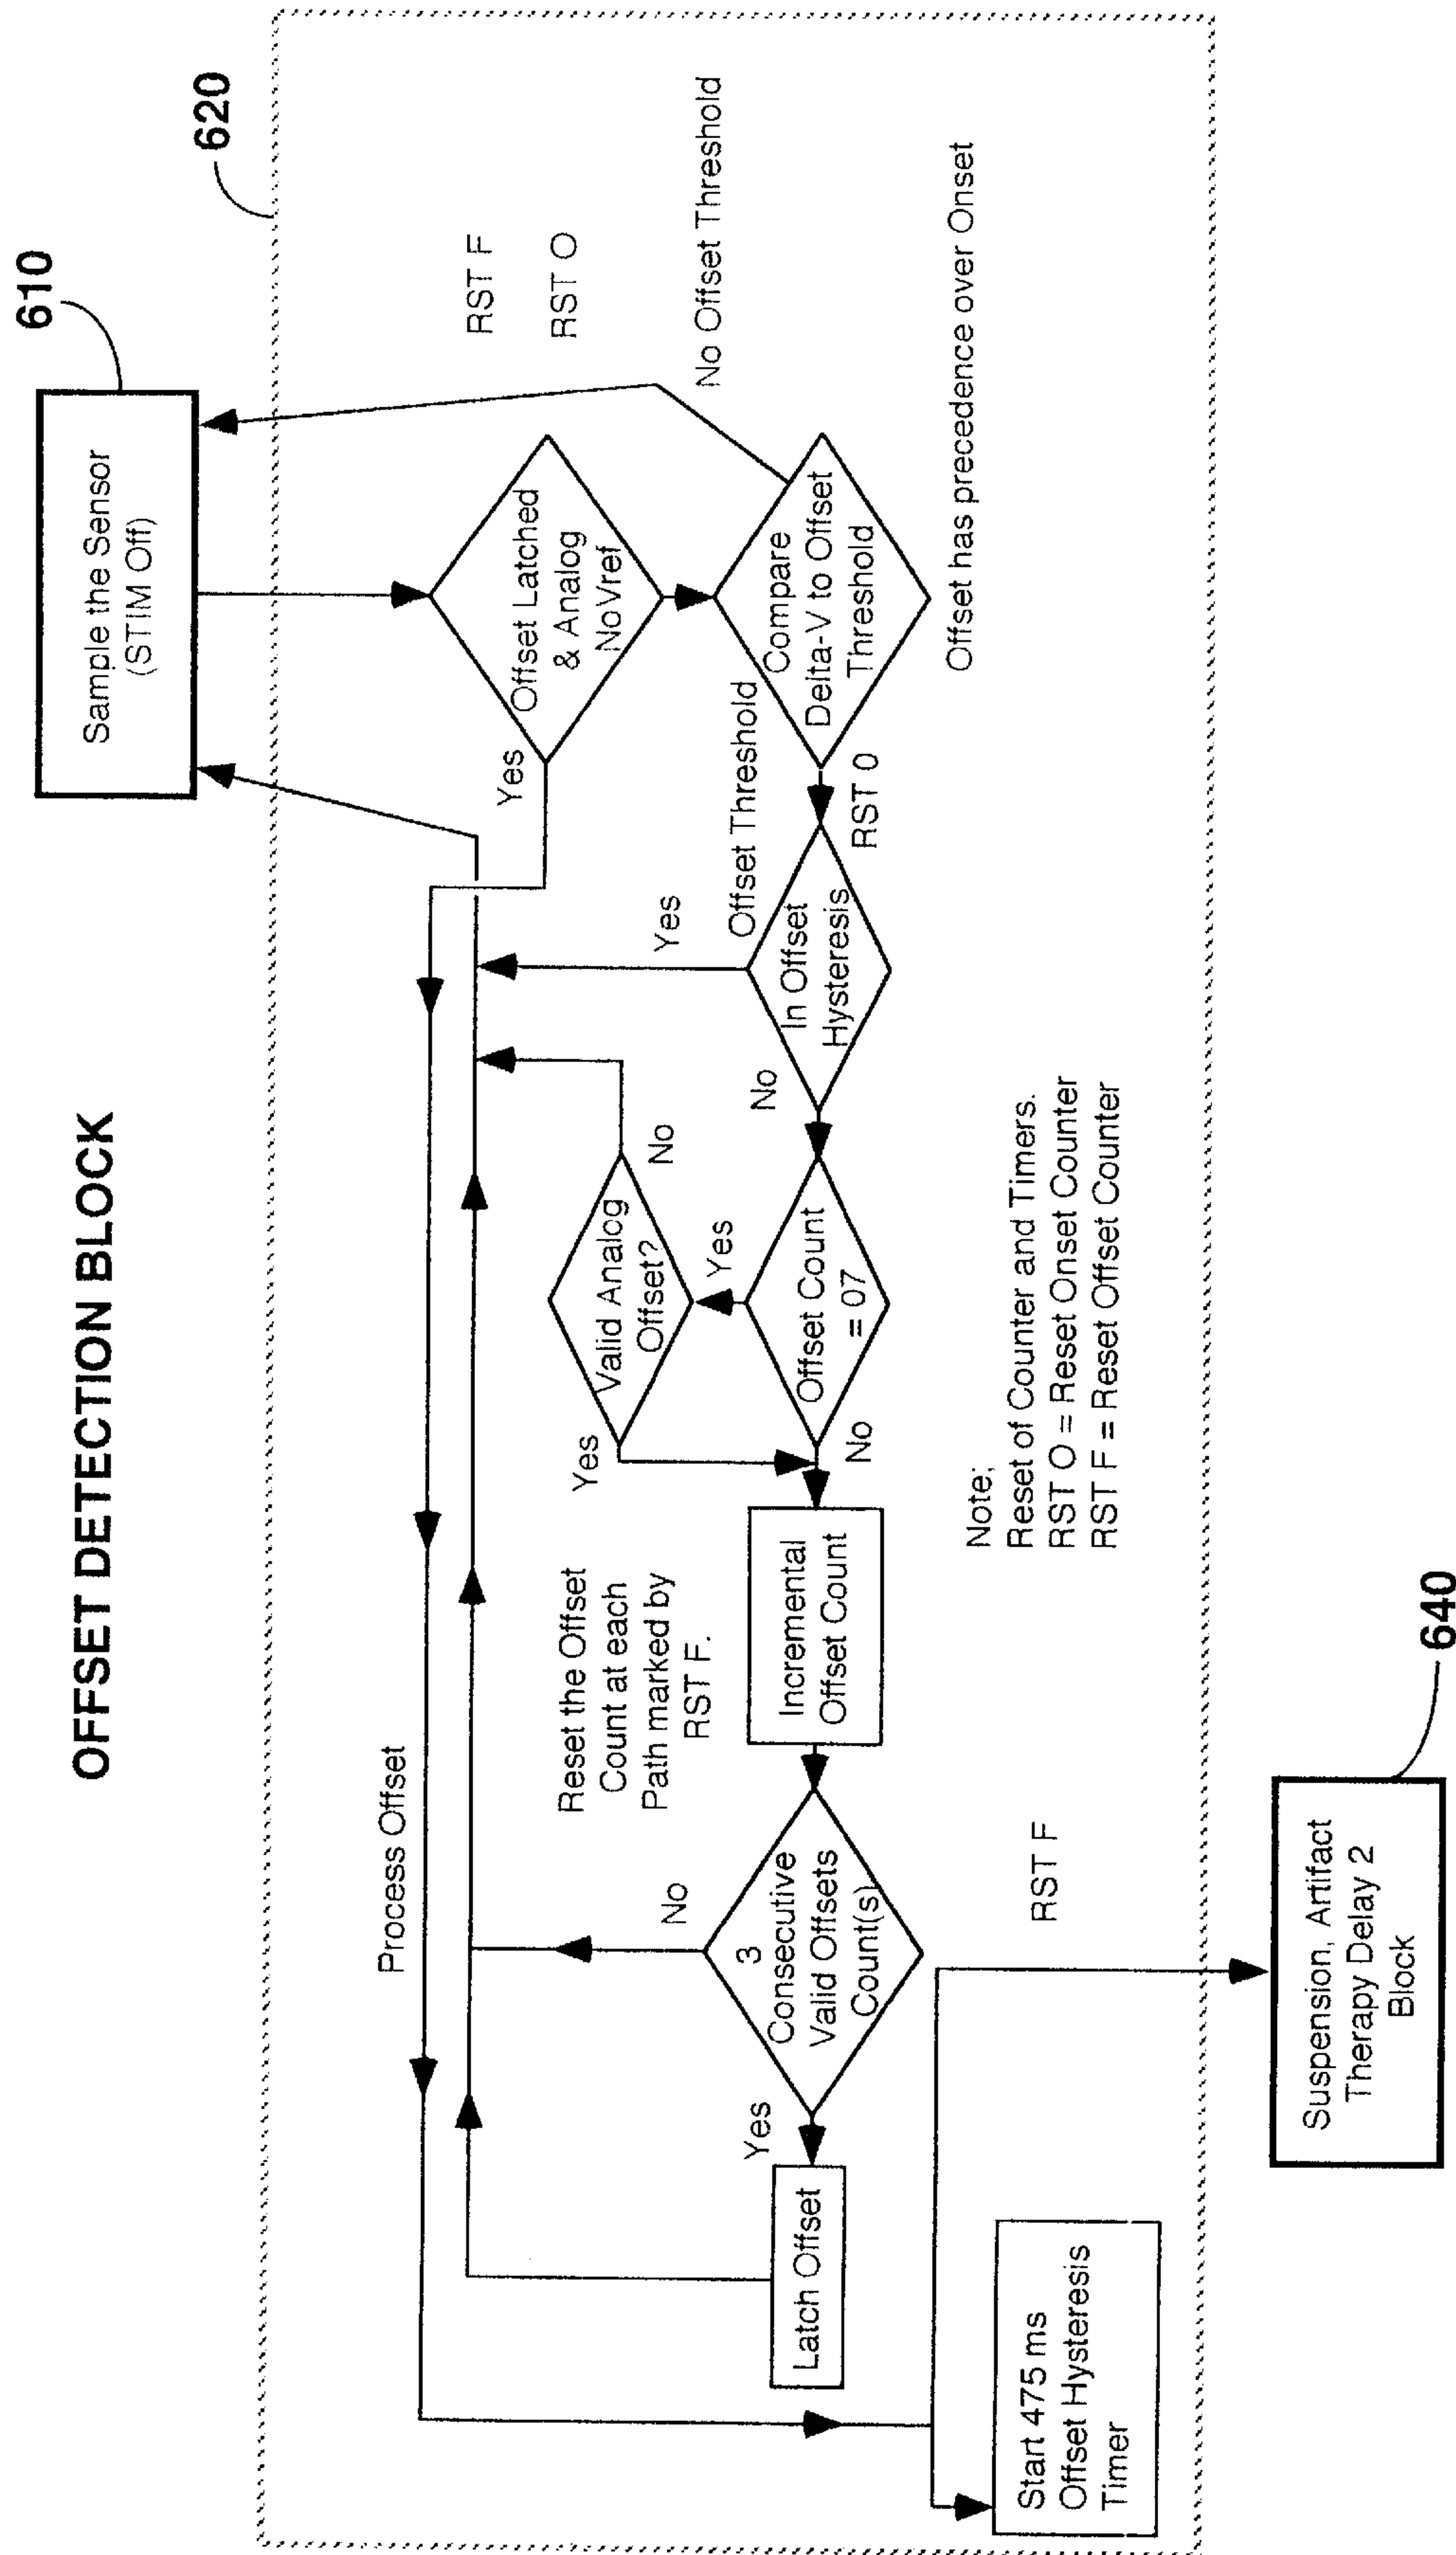 OFFSET DETECTION BLOCK
610
Sample the Sensor
(STIM Off)
620
Process Offset
Yes
Offset Latched
& Analog
NoVref
RST F
RST O
No Offset Threshold
Compare
Delta-V to Offset
Threshold
Offset has precedence over Onset
Offset Threshold
RST 0
In Offset
Hysteresis
Yes
No
Offset Count
= 07
Yes
No
Valid Analog
Offset?
Yes
No
Incremental
Offset Count
Reset the Offset
Count at each
Path marked by
RST F.
3
Consecutive
Valid Offsets
Count(s)
No
Yes
Latch Offset
Start 475 ms
Offset Hysteresis
Timer
RST F
Note:
Reset of Counter and Timers.
RST O = Reset Onset Counter
RST F = Reset Offset Counter
Suspension, Artifact
Therapy Delay 2
Block
640